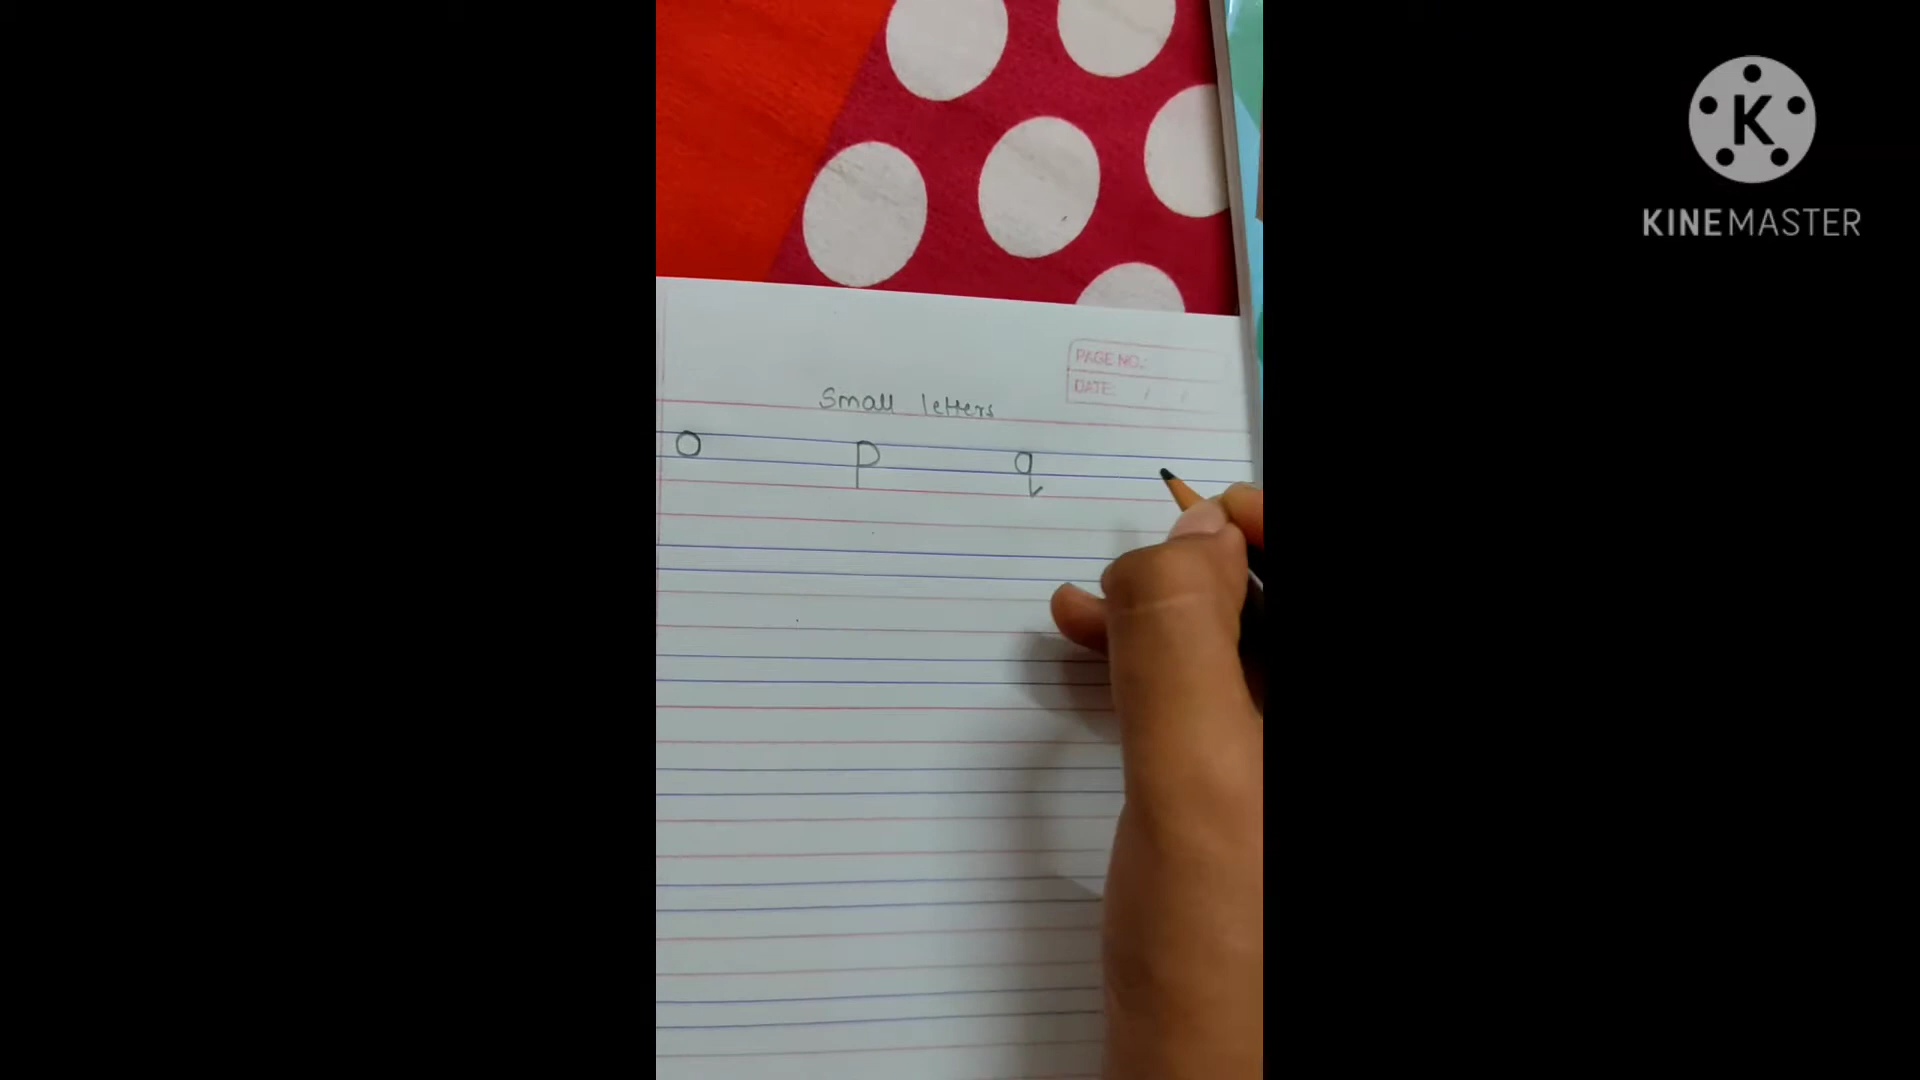 K
KINEMASTER
PAGE NO.:
DATE: / /
Small letters
o p q